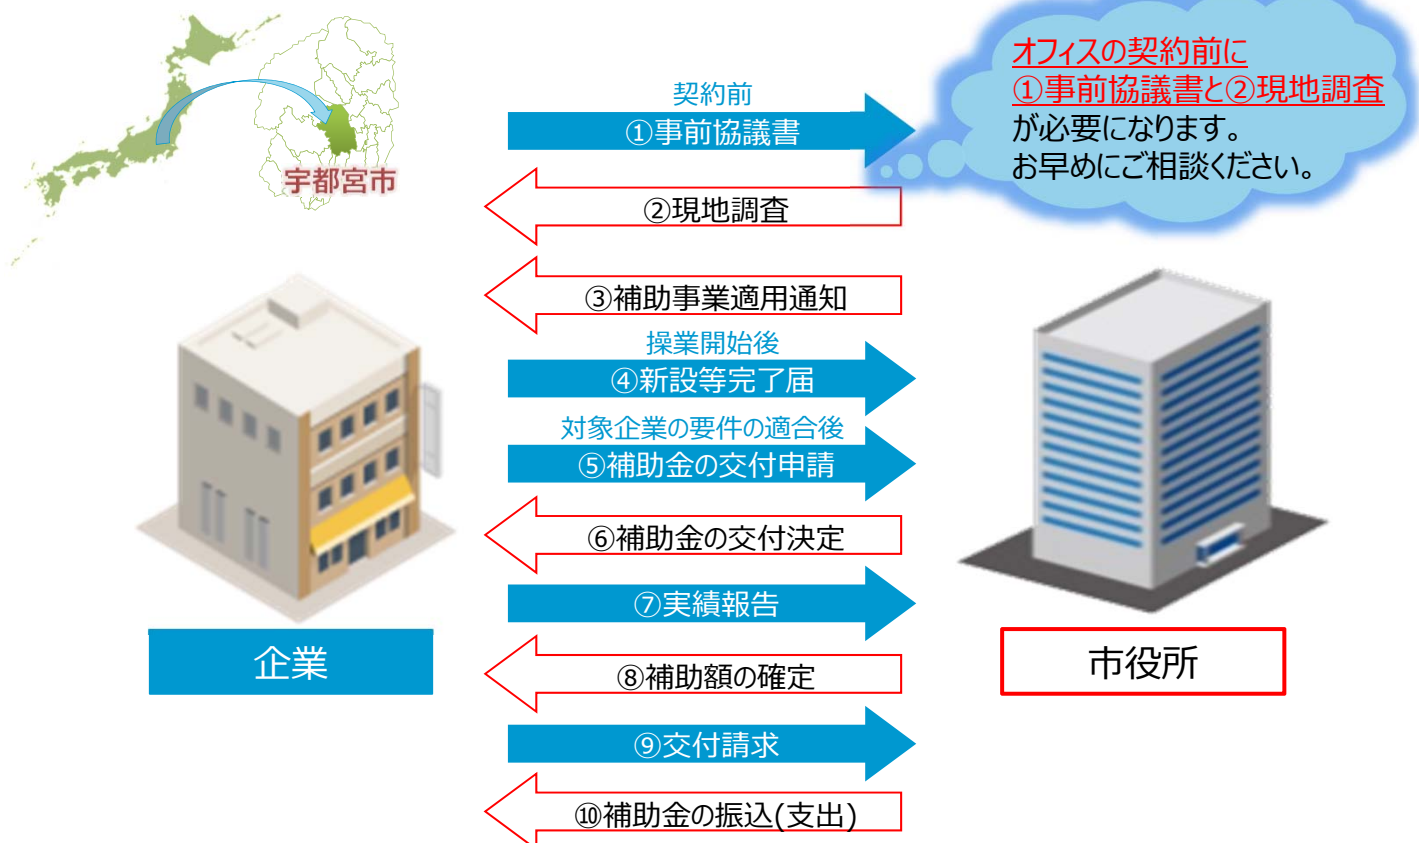 宇都宮市
オフィスの契約前に
①事前協議書と②現地調査
が必要になります。
お早めにご相談ください。
契約前
①事前協議書
②現地調査
③補助事業適用通知
操業開始後
④新設等完了届
対象企業の要件の適合後
⑤補助金の交付申請
⑥補助金の交付決定
⑦実績報告
⑧補助額の確定
⑨交付請求
⑩補助金の振込(支出)
企業
市役所